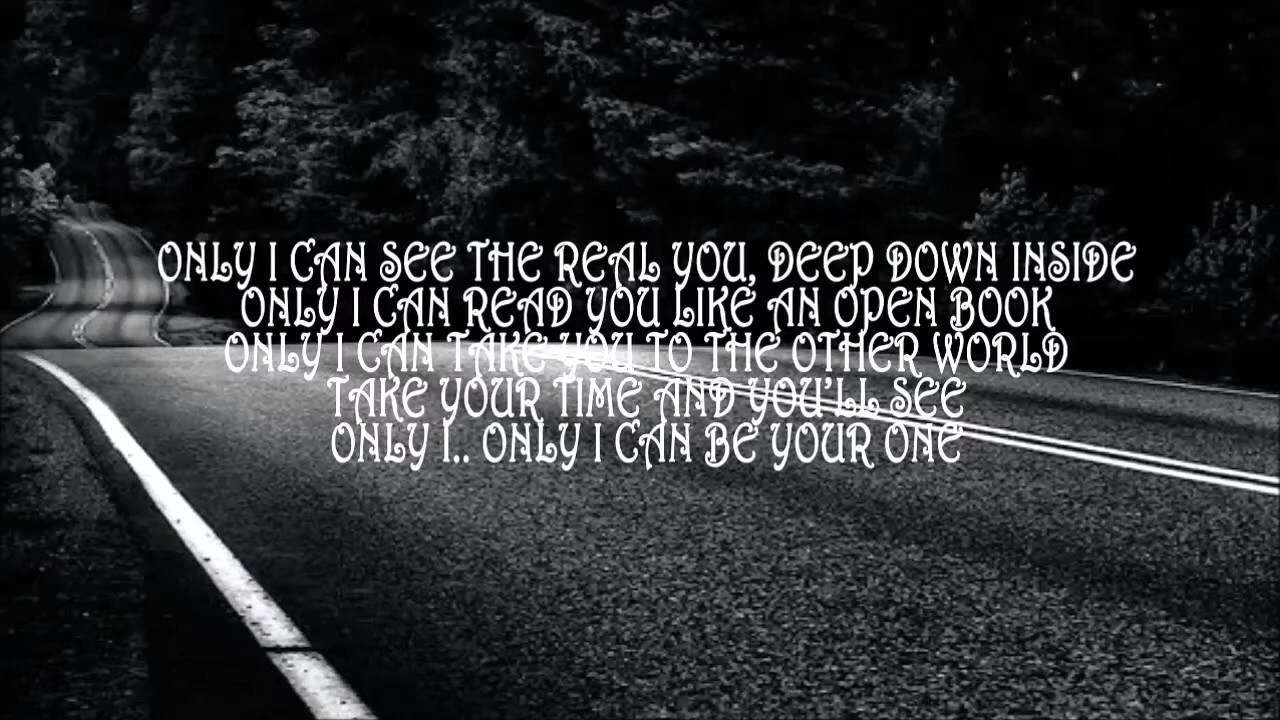 ONLY I CAN SEE THE REAL YOU, DEEP DOWN INSIDE
ONLY I CAN READ YOU LIKE AN OPEN BOOK
ONLY I CAN TAKE YOU TO THE OTHER WORLD
TAKE YOUR TIME AND YOU'LL SEE
ONLY I.. ONLY I CAN BE YOUR ONE